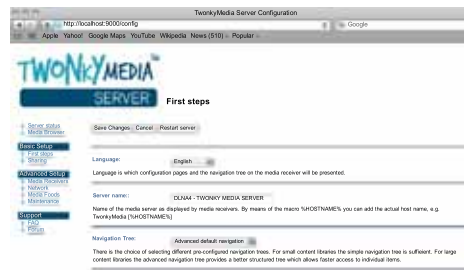 TwonkyMedia Server Configuration
http://localhost:9000/config
Google
Apple Yahoo! Google Maps YouTube Wikipedia News (510) Popular
TWONKYMEDIA™
SERVER
First steps
Server status
Media Browser
Save Changes Cancel Restart server
Basic Setup
First steps
Sharing
Language:
English
Advanced Setup
Media Receivers
Network
Media Feeds
Maintenance
Language is which configuration pages and the navigation tree on the media receiver will be presented.
Support
FAQ
Forum
Server name::
DLNA4 - TWONKY MEDIA SERVER
Name of the media server as displayed by media receivers. By means of the macro %HOSTNAME% you can add the actual host name, e.g.
TwonkyMedia [%HOSTNAME%]
Navigation Tree:
Advanced default navigation
There is the choice of selecting different pre-configured navigation trees. For small content libraries the simple navigation tree is sufficient. For large
content libraries the advanced navigation provides a better structured tree which allows faster access to individual items.